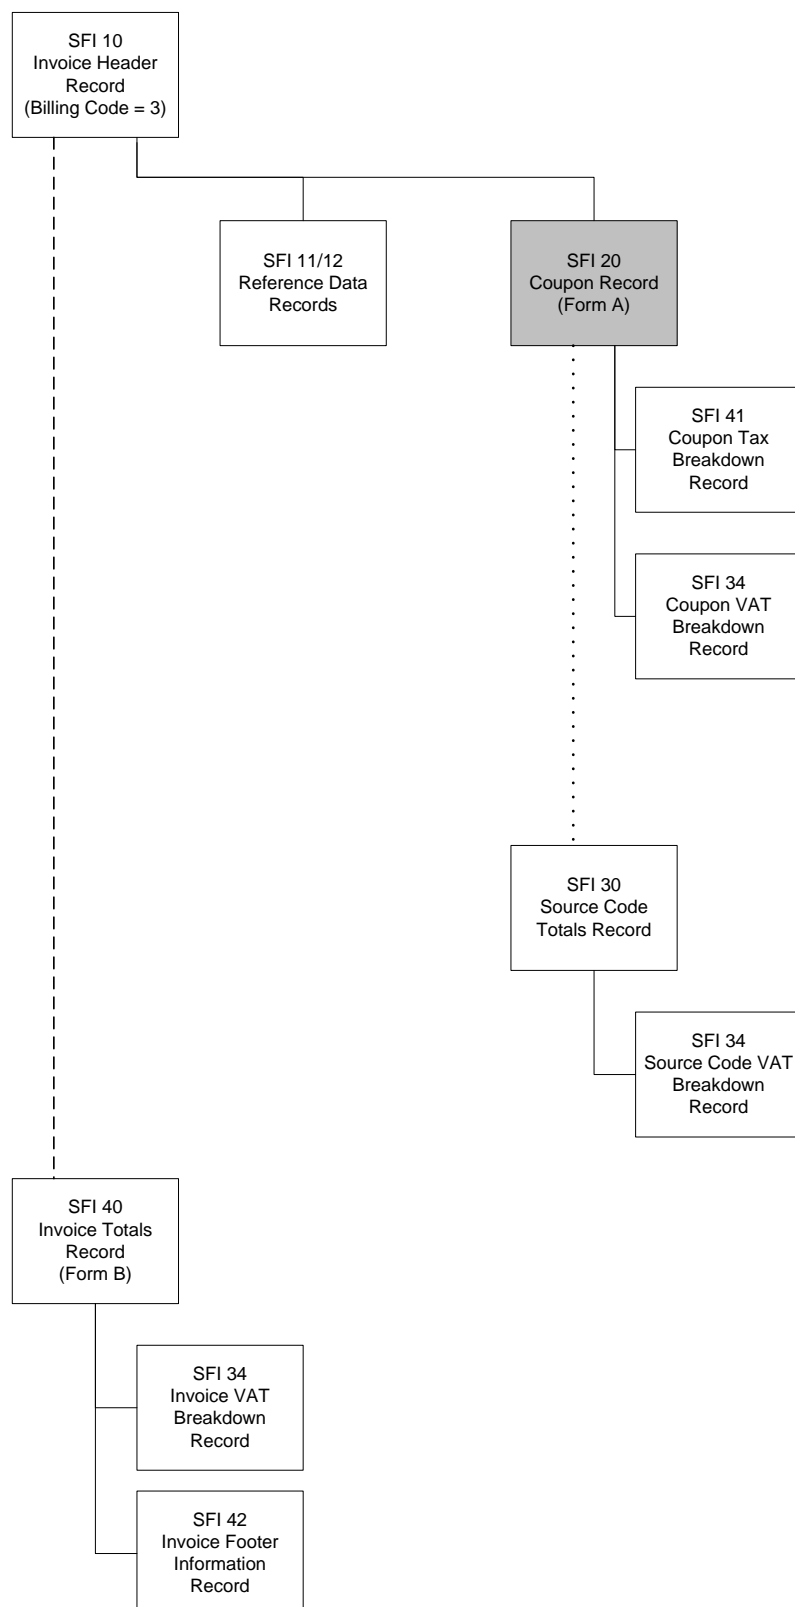 SFI 10
Invoice Header
Record
(Billing Code = 3)
SFI 11/12
Reference Data
Records
SFI 20
Coupon Record
(Form A)
SFI 41
Coupon Tax
Breakdown
Record
SFI 34
Coupon VAT
Breakdown
Record
SFI 30
Source Code
Totals Record
SFI 34
Source Code VAT
Breakdown
Record
SFI 40
Invoice Totals
Record
(Form B)
SFI 34
Invoice VAT
Breakdown
Record
SFI 42
Invoice Footer
Information
Record